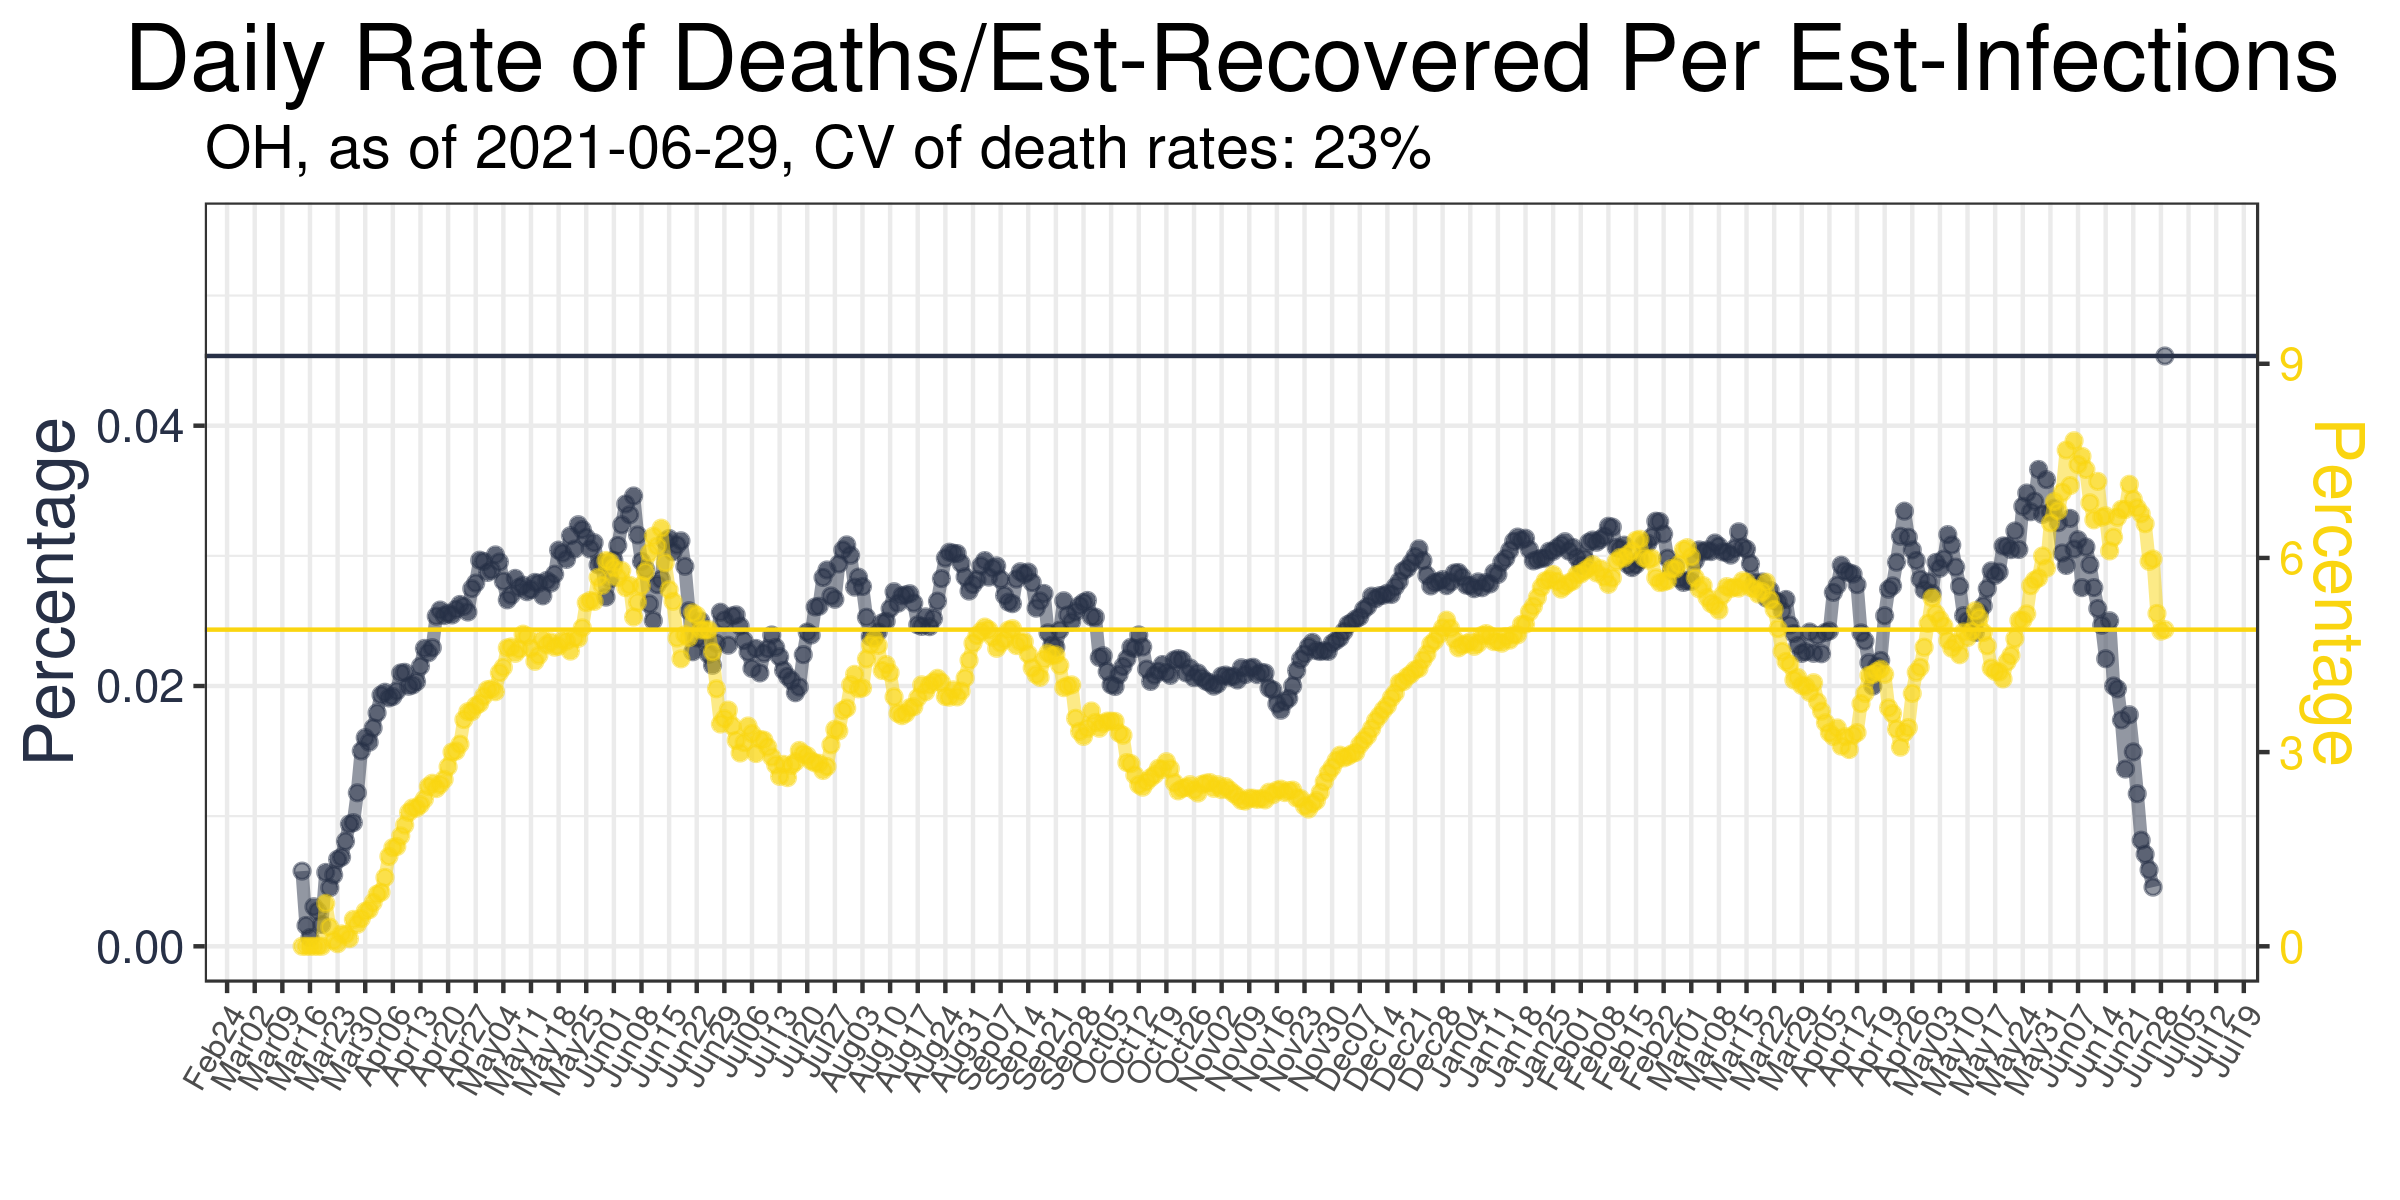 Daily Rate of Deaths/Est-Recovered Per Est-Infections
OH, as of 2021-06-29, CV of death rates: 23%
Percentage
0.04
0.02
0.00
9
6
3
0
Percentage
Feb24
Mar02
Mar09
Mar16
Mar23
Mar30
Apr06
Apr13
Apr20
Apr27
May04
May11
May18
May25
Jun01
Jun08
Jun15
Jun22
Jun29
Jul06
Jul13
Jul20
Jul27
Aug03
Aug10
Aug17
Aug24
Aug31
Sep07
Sep14
Sep21
Sep28
Oct05
Oct12
Oct19
Oct26
Nov02
Nov09
Nov16
Nov23
Nov30
Dec07
Dec14
Dec21
Dec28
Jan04
Jan11
Jan18
Jan25
Feb01
Feb08
Feb15
Feb22
Mar01
Mar08
Mar15
Mar22
Mar29
Apr05
Apr12
Apr19
Apr26
May03
May10
May17
May24
May31
Jun07
Jun14
Jun21
Jun28
Jul05
Jul12
Jul19